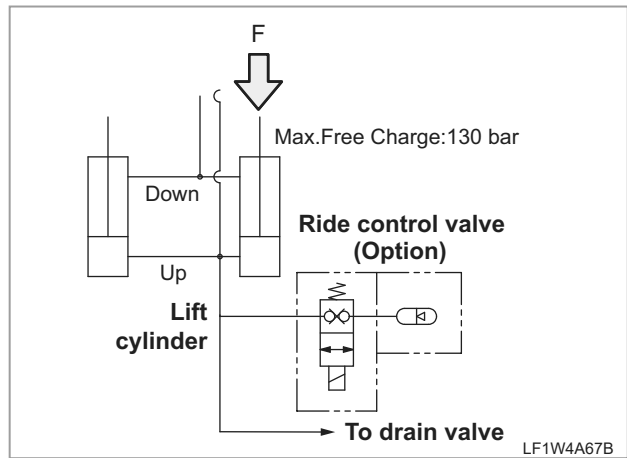 F
Max.Free Charge:130 bar
Down
Ride control valve
(Option)
Up
Lift
cylinder
To drain valve
LF1W4A67B